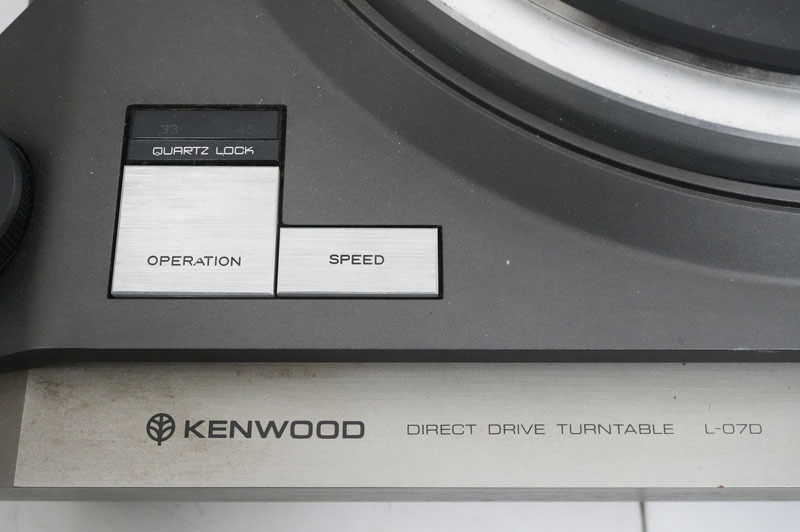 33 45
QUARTZ LOCK
OPERATION
SPEED
KENWOOD DIRECT DRIVE TURNTABLE L-07D